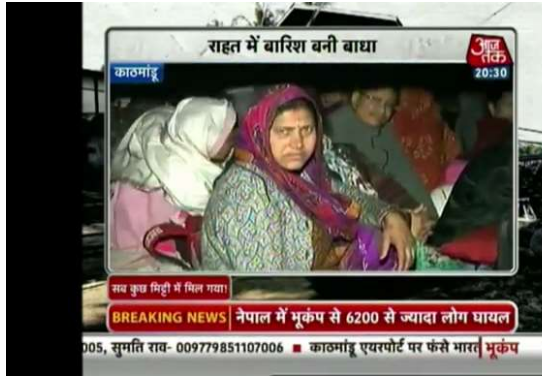 राहत में बारिश बनी बाधा
आज तक
काठमांडू
20:30
सब कुछ मिट्टी में मिल गया!
BREAKING NEWS नेपाल में भूकंप से 6200 से ज्यादा लोग घायल
005, सुमति राव- 009779851107006 ■ काठमांडू एयरपोर्ट पर फंसे भारत भूकंप